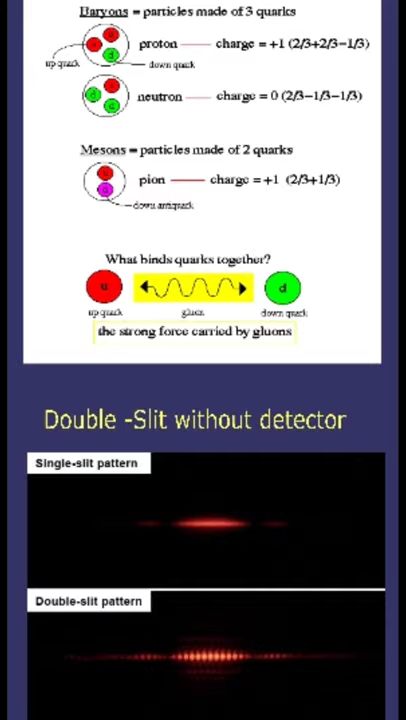 Baryons = particles made of 3 quarks
proton charge = +1 (2/3+2/3−1/3)
up quark down quark
d
neutron charge = 0 (2/3−1/3−1/3)
d
d
Mesons = particles made of 2 quarks
pion charge = +1 (2/3+1/3)
down antiquark
What binds quarks together?
u d
up quark gluon down quark
the strong force carried by gluons
Double -Slit without detector
Single-slit pattern
Double-slit pattern